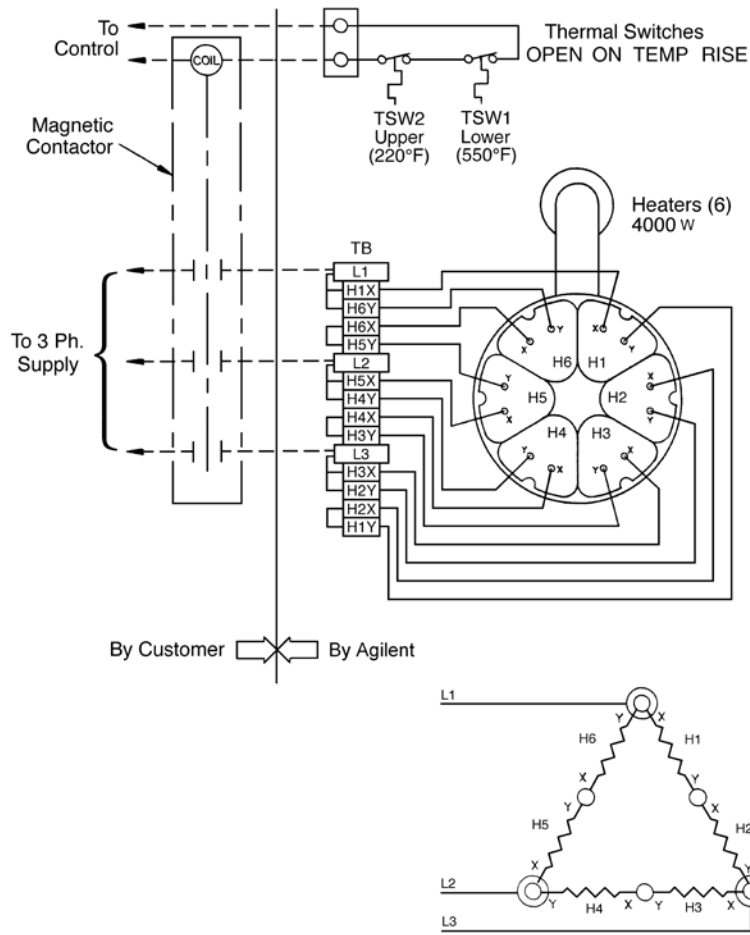 To
Control
COIL
Thermal Switches
OPEN ON TEMP RISE
TSW2
Upper
(220°F)
TSW1
Lower
(550°F)
Magnetic
Contactor
Heaters (6)
4000 W
TB
L1
H1X
H6Y
H6X
H5Y
L2
H5X
H4Y
H4X
H3Y
L3
H3X
H2Y
H2X
H1Y
To 3 Ph.
Supply
Y X
X Y
H6 H1
Y X
H5 H2
X Y
H4 H3
Y X
X Y
By Customer
By Agilent
L1
Y X
H6 H1
X Y
Y X
H5 H2
X Y
L2
Y H4 X Y H3 X
L3